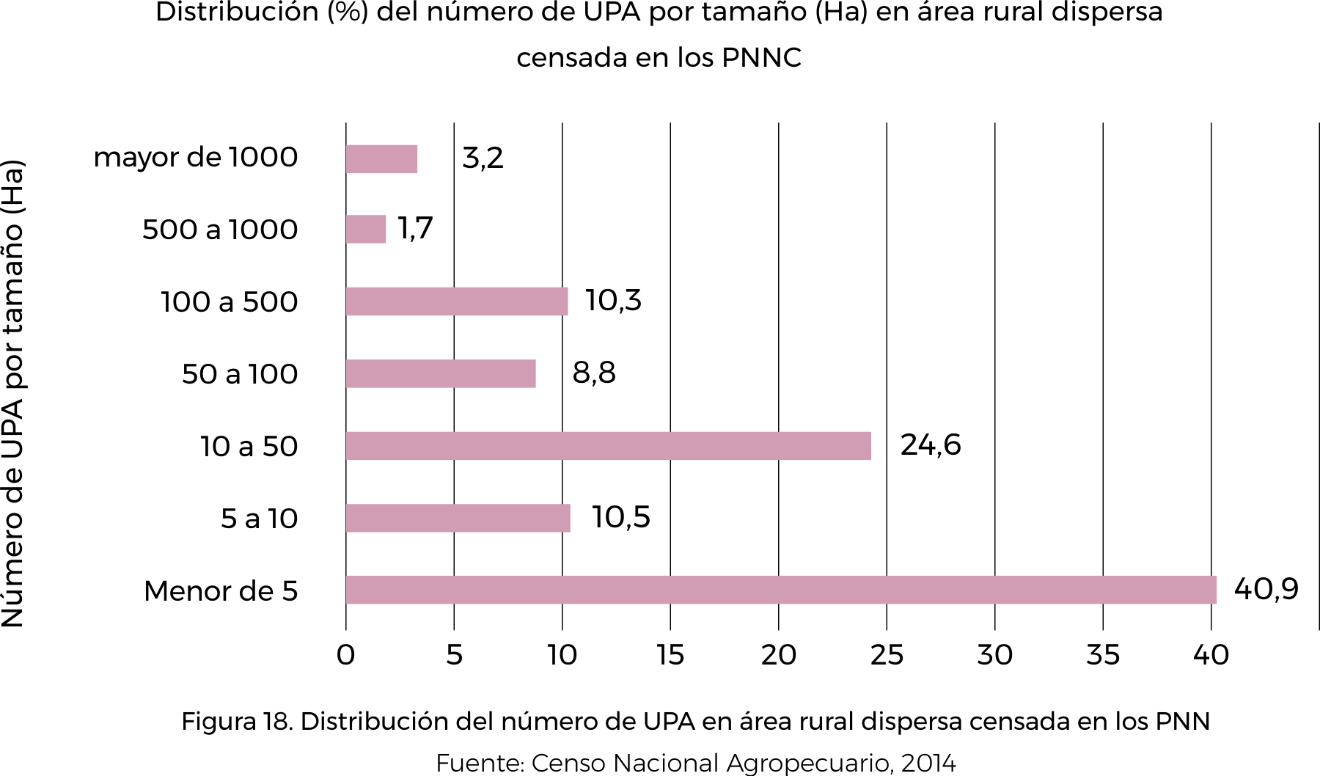 Distribución (%) del número de UPA por tamaño (Ha) en área rural dispersa
censada en los PNNC
Número de UPA por tamaño (Ha)
mayor de 1000 3,2
500 a 1000 1,7
100 a 500 10,3
50 a 100 8,8
10 a 50 24,6
5 a 10 10,5
Menor de 5 40,9
0 5 10 15 20 25 30 35 40
Figura 18. Distribución del número de UPA en área rural dispersa censada en los PNN
Fuente: Censo Nacional Agropecuario, 2014